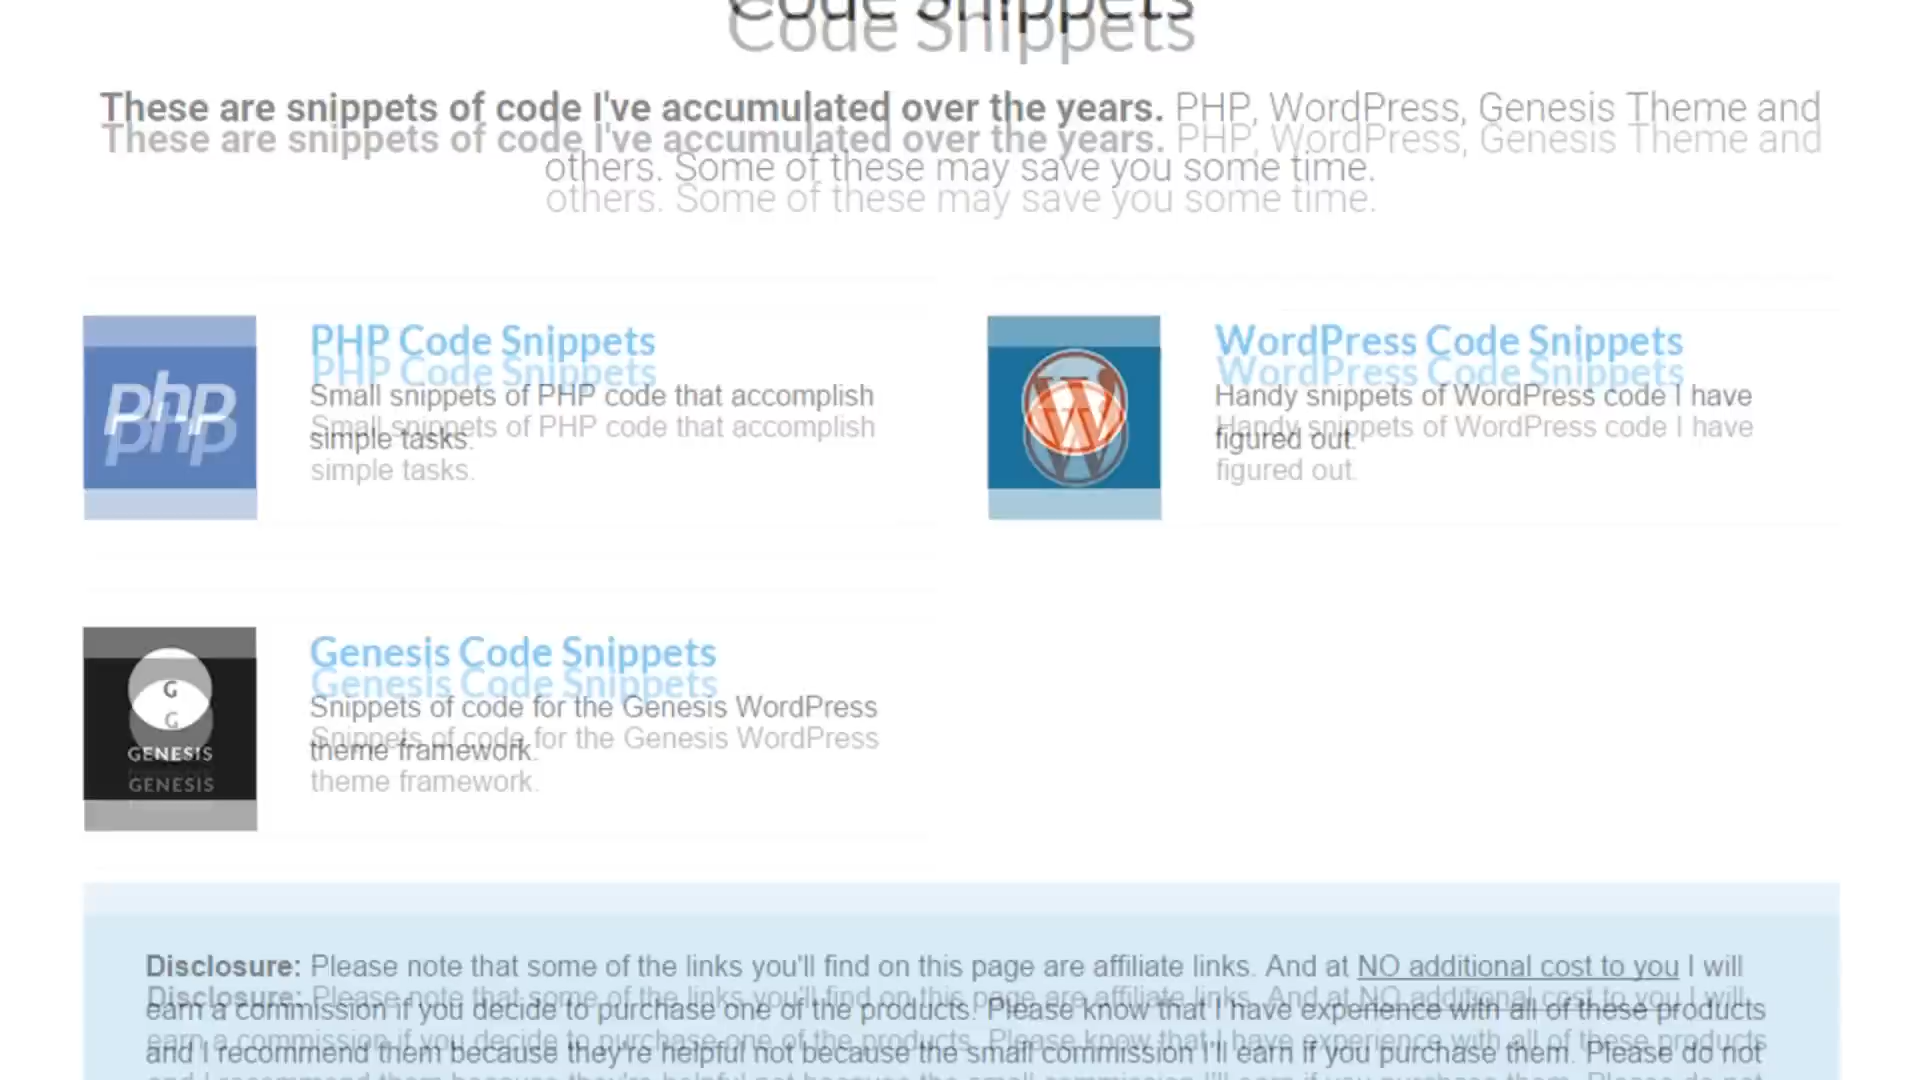 Code Snippets
These are snippets of code I've accumulated over the years. PHP, WordPress, Genesis Theme and
others. Some of these may save you some time.
php
PHP Code Snippets
Small snippets of PHP code that accomplish
simple tasks.
WordPress Code Snippets
Handy snippets of WordPress code I have
figured out.
G
GENESIS
Genesis Code Snippets
Snippets of code for the Genesis WordPress
theme framework.
Disclosure: Please note that some of the links you'll find on this page are affiliate links. And at NO additional cost to you I will
earn a commission if you decide to purchase one of the products. Please know that I have experience with all of these products
and I recommend them because they're helpful not because the small commission I'll earn if you purchase them. Please do not